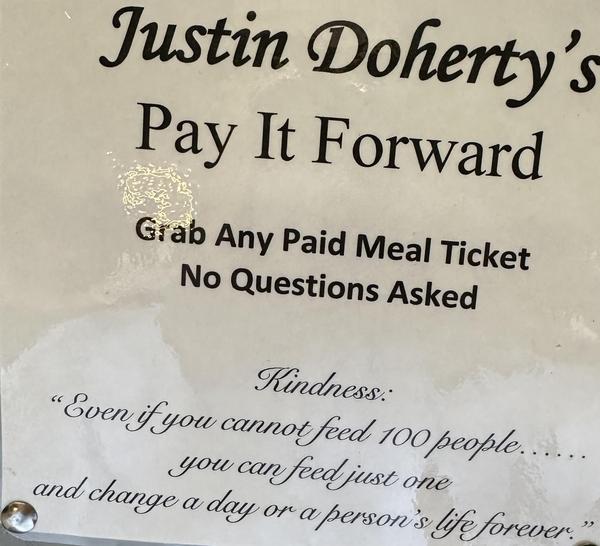 Justin Doherty's
Pay It Forward
Grab Any Paid Meal Ticket
No Questions Asked
Kindness:
“Even if you cannot feed 100 people......
you can feed just one
and change a day or a person's life forever.”